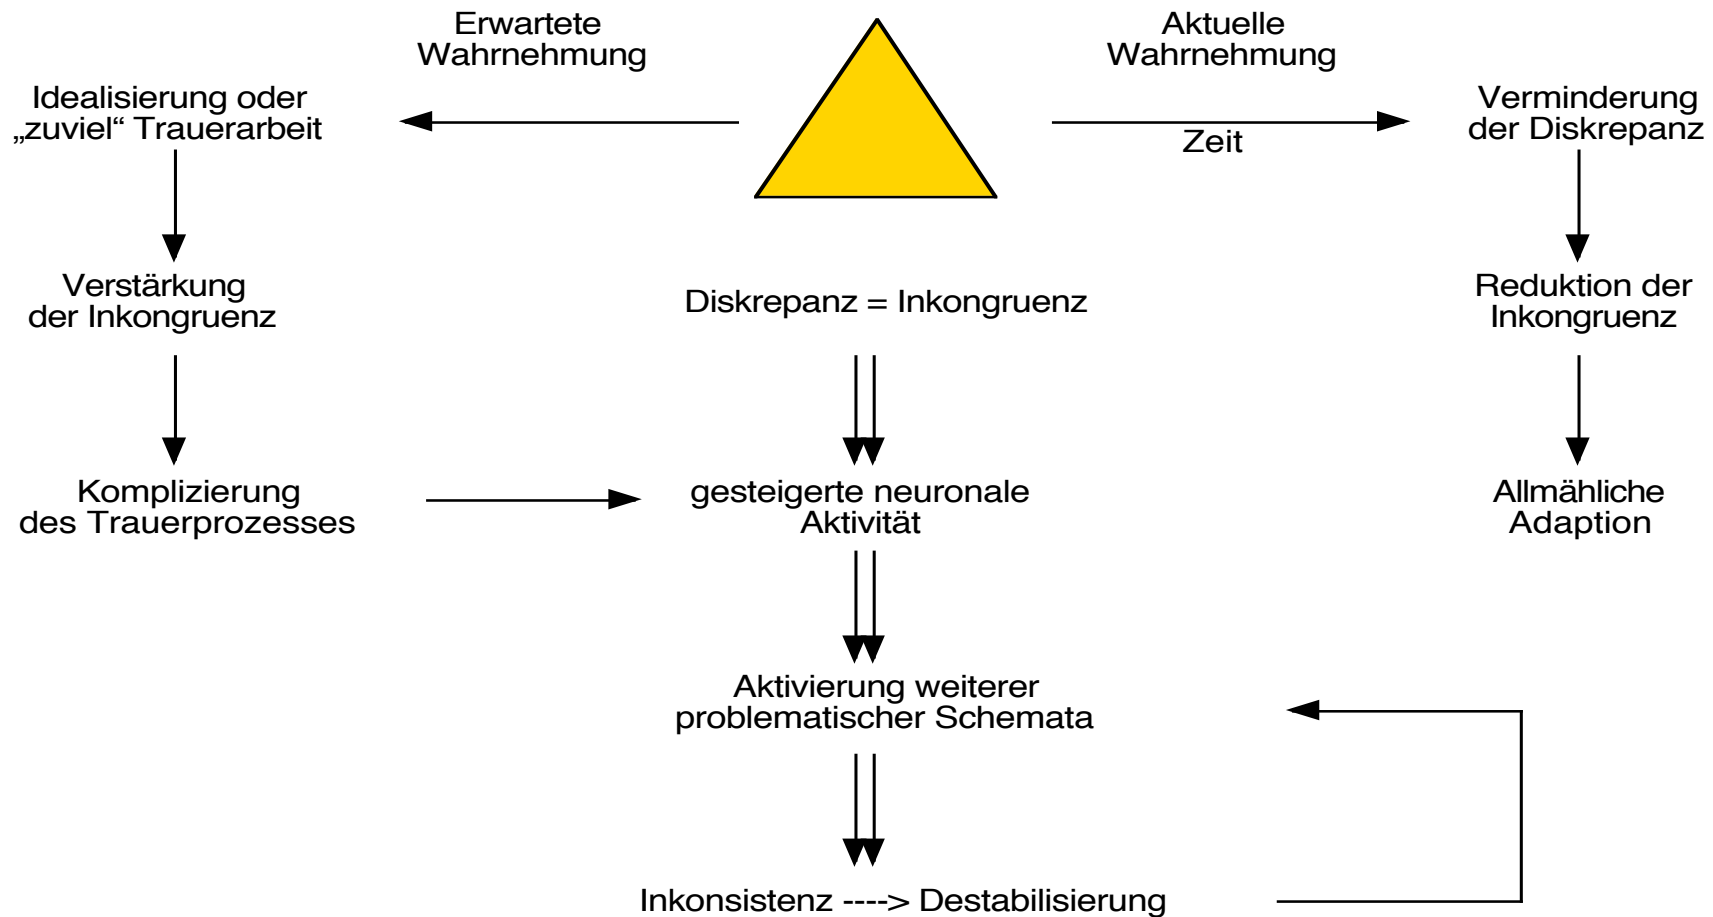 Erwartete
Wahrnehmung
Aktuelle
Wahrnehmung
Idealisierung oder
„zuviel“ Trauerarbeit
Zeit
Verminderung
der Diskrepanz
Verstärkung
der Inkongruenz
Diskrepanz = Inkongruenz
Reduktion der
Inkongruenz
Komplizierung
des Trauerprozesses
gesteigerte neuronale
Aktivität
Allmähliche
Adaption
Aktivierung weiterer
problematischer Schemata
Inkonsistenz ----> Destabilisierung